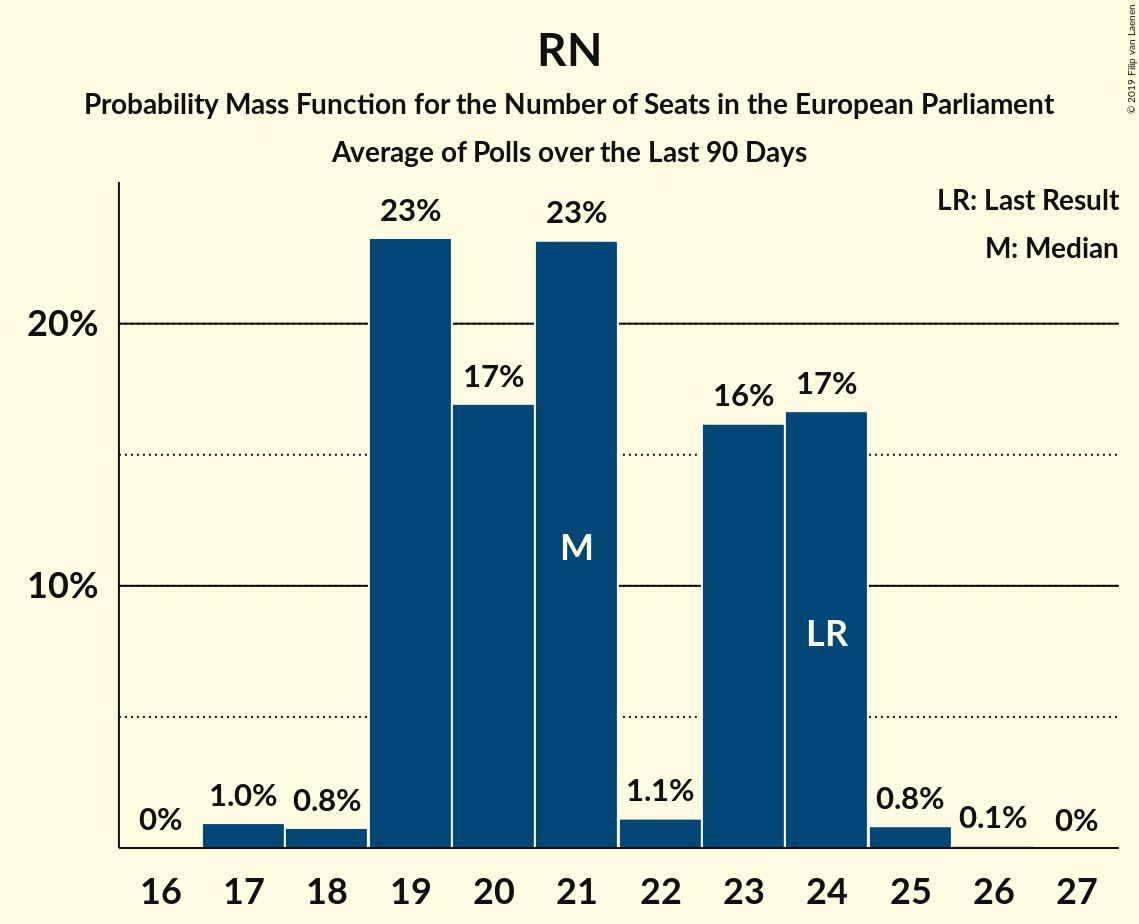 RN
Probability Mass Function for the Number of Seats in the European Parliament
Average of Polls over the Last 90 Days
© 2019 Filip van Laenen
LR: Last Result
M: Median
20%
10%
0%
1.0%
0.8%
23%
17%
23%
1.1%
16%
17%
0.8%
0.1%
0%
M
LR
16 17 18 19 20 21 22 23 24 25 26 27